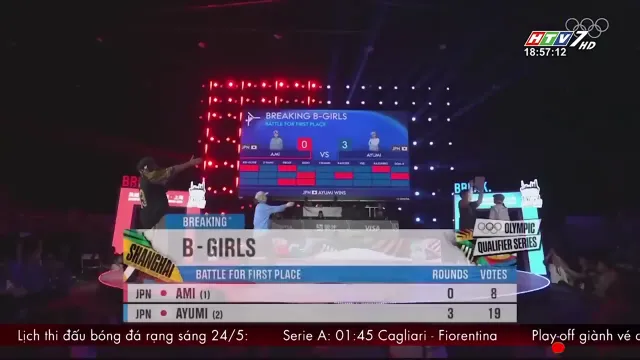 HTV7 HD
18:57:12
BREAKING B-GIRLS
BATTLE FOR FIRST PLACE
JPN 0 3 JPN
AMI VS AYUMI
JPN AYUMI WINS
VISA
BREAKING
B-GIRLS
SHANGHAI
OLYMPIC
QUALIFIER SERIES
BATTLE FOR FIRST PLACE ROUNDS VOTES
JPN AMI (1) 0 8
JPN AYUMI (2) 3 19
Lịch thi đấu bóng đá rạng sáng 24/5: Serie A: 01:45 Cagliari - Fiorentina Play-off giành vé